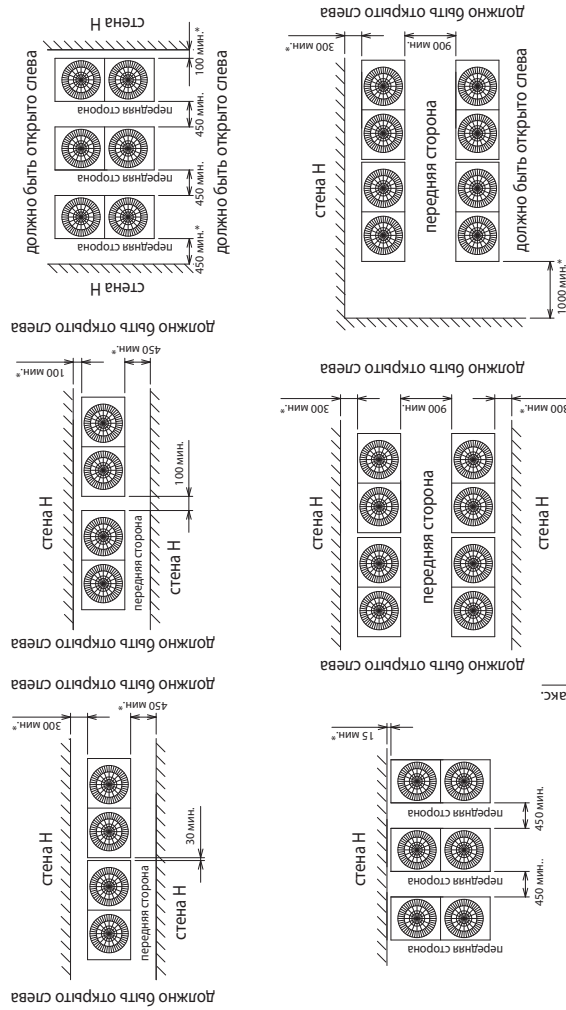 стена Н
должно быть открыто слева
передняя сторона
передняя сторона
передняя сторона
100 мин.*
450 мин.
450 мин.
450 мин.*
стена Н
должно быть открыто слева
должно быть открыто слева
300 мин.*
900 мин.
стена Н
передняя сторона
должно быть открыто слева
1000 мин.*
должно быть открыто слева
100 мин.*
450 мин.*
стена Н
100 мин.
передняя сторона
стена Н
должно быть открыто слева
должно быть открыто слева
300 мин.*
900 мин.
стена Н
передняя сторона
стена Н
должно быть открыто слева
должно быть открыто слева
300 мин.*
450 мин.*
стена Н
30 мин.
передняя сторона
стена Н
должно быть открыто слева
15 мин.*
стена Н
передняя сторона
передняя сторона
передняя сторона
450 мин.
450 мин..